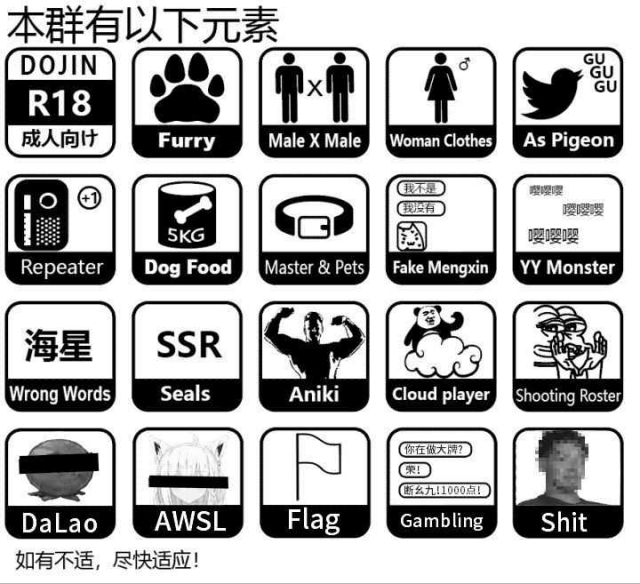 本群有以下元素
DOJIN
R18
成人向け
Furry
X
Male X Male
♂
Woman Clothes
GU
GU
GU
As Pigeon
+1
Repeater
5KG
Dog Food
Master & Pets
我不是
我没有
Fake Mengxin
嘤嘤嘤
嘤嘤嘤
嘤嘤嘤
YY Monster
海星
Wrong Words
SSR
Seals
Aniki
Cloud player
Shooting Roster
DaLao
AWSL
Flag
你在做大牌?
荣!
断幺九!1000点!
Gambling
Shit
如有不适，尽快适应！